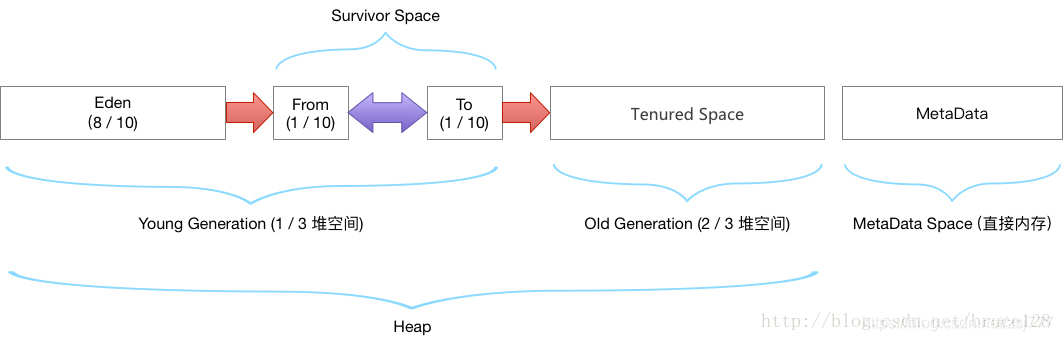 Survivor Space
Eden
(8 / 10)
From
(1 / 10)
To
(1 / 10)
Tenured Space
MetaData
Young Generation (1 / 3 堆空间)
Old Generation (2 / 3 堆空间)
MetaData Space (直接内存)
Heap
http://blog.csdn.net/bruce128